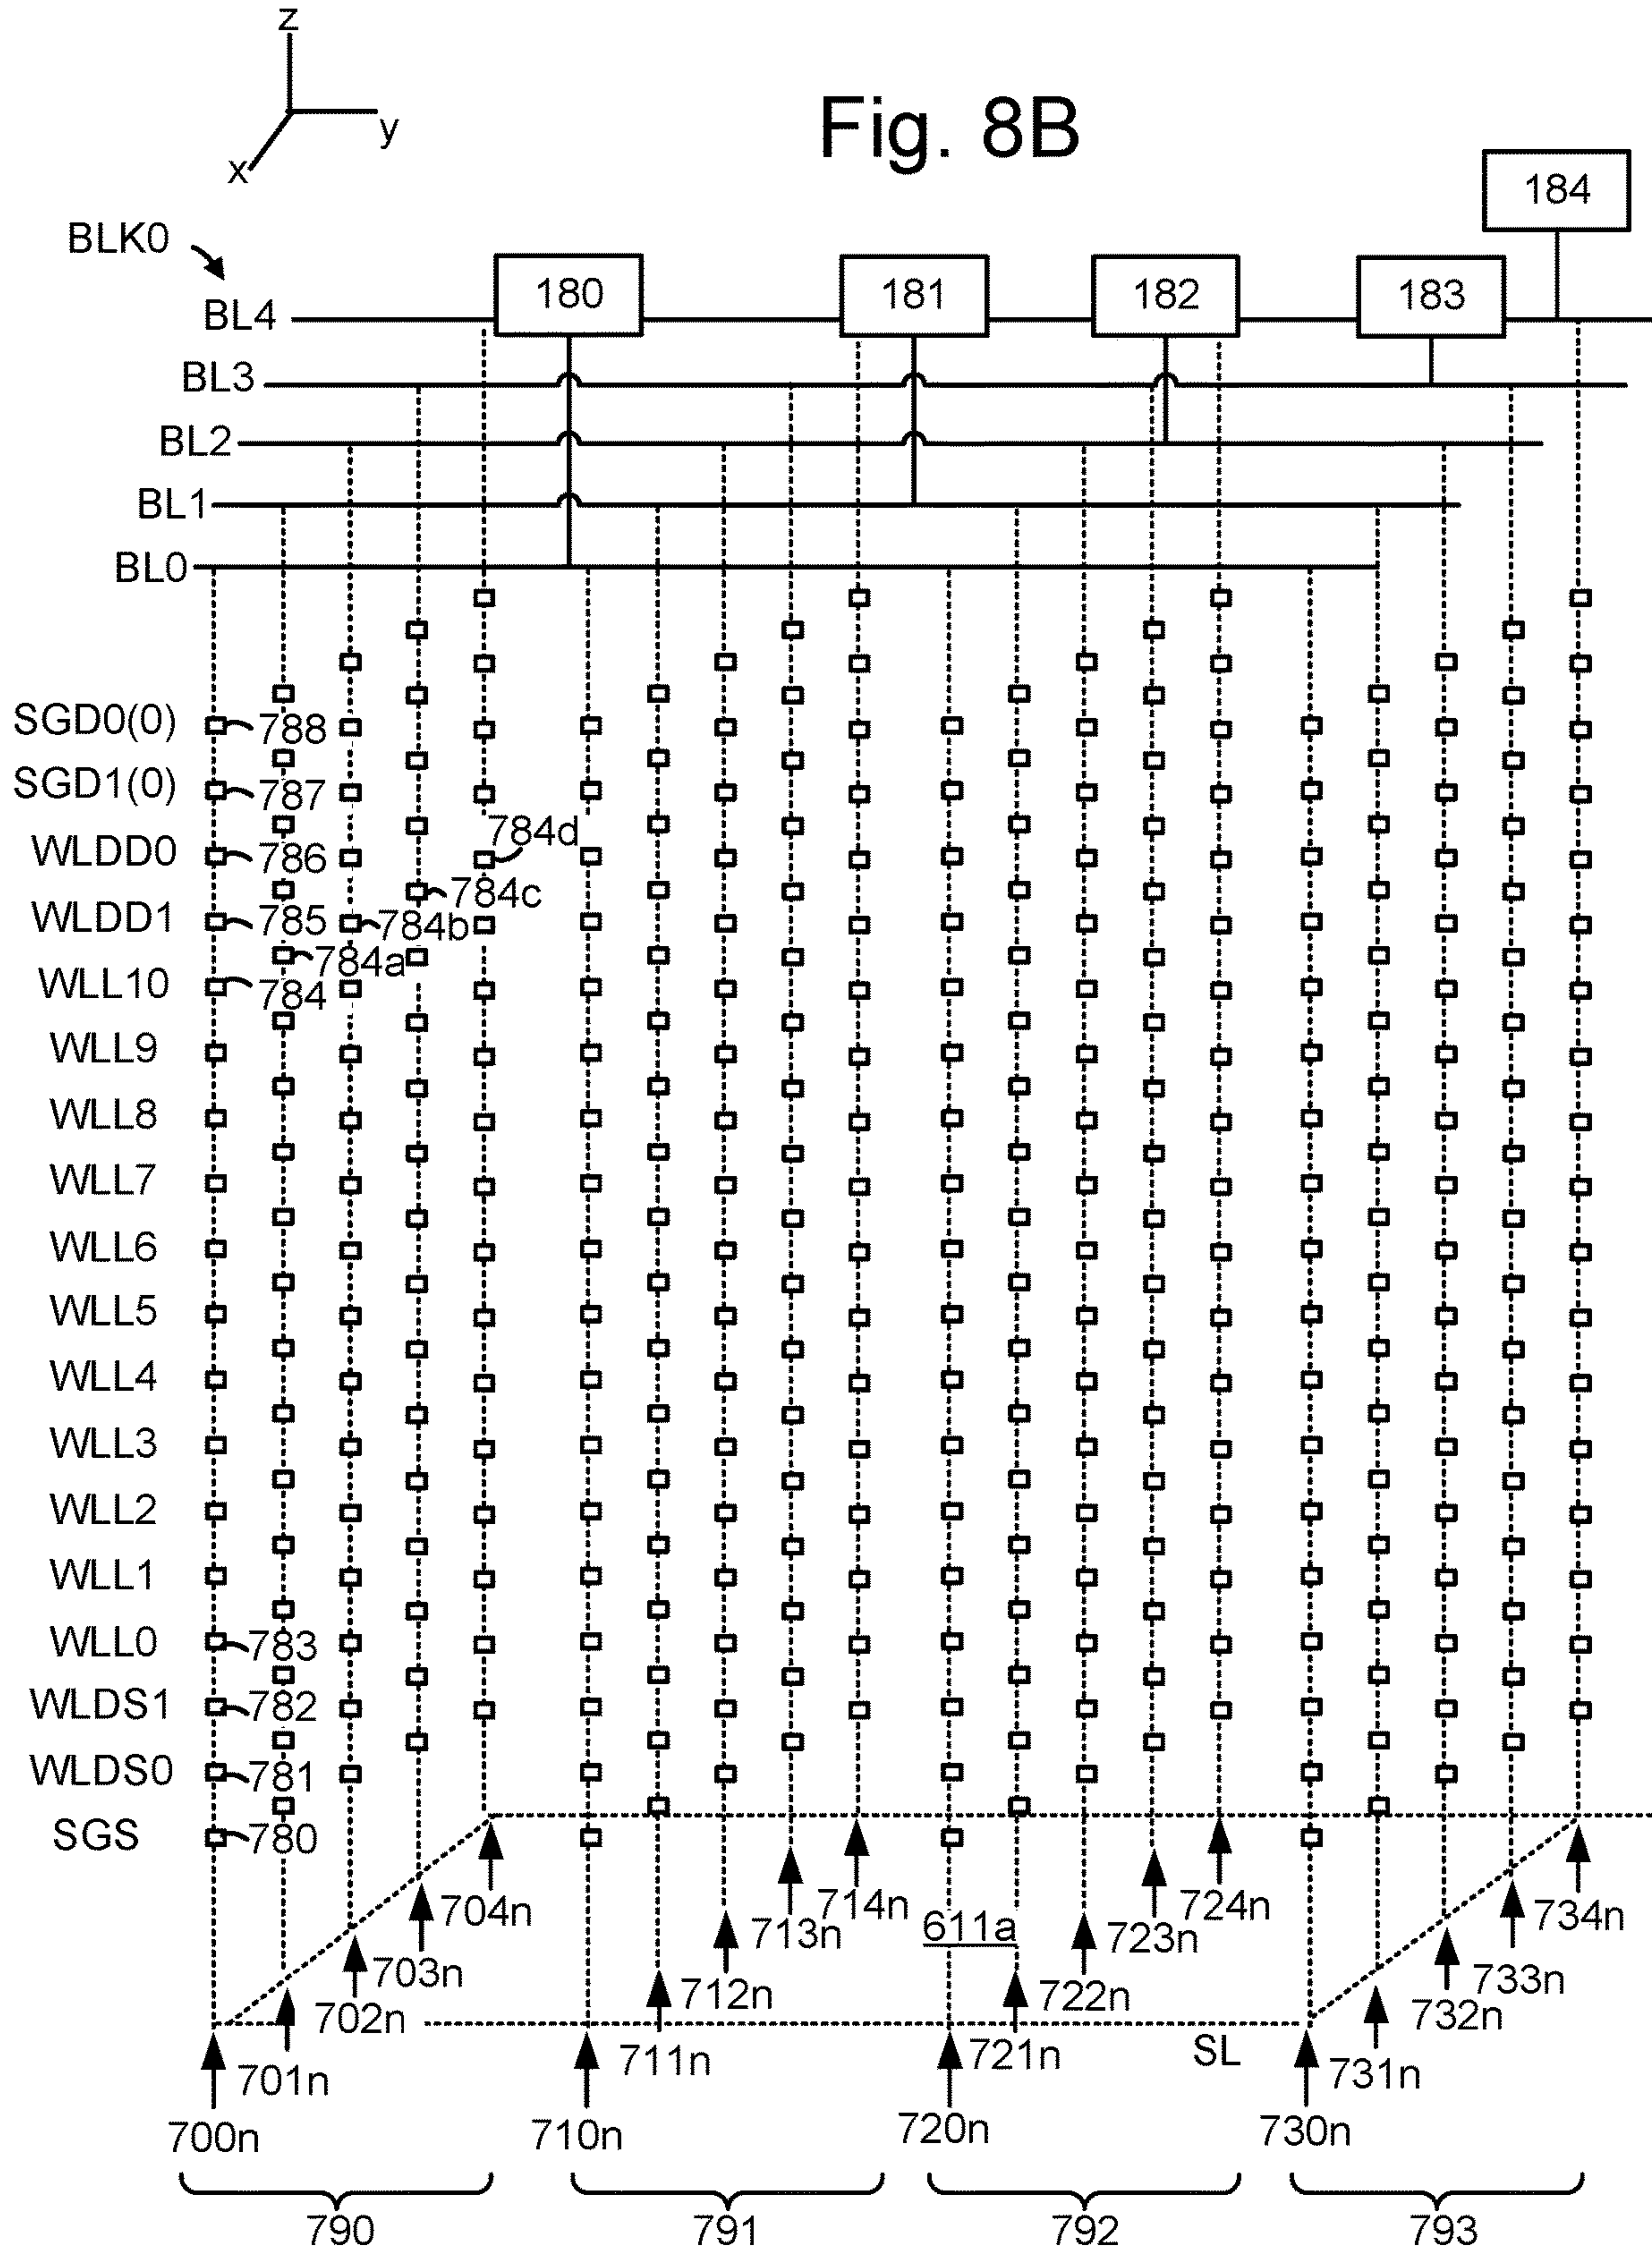 z
y
x
Fig. 8B
184
BLK0
180
181
182
183
BL4
BL3
BL2
BL1
BL0
SGD0(0)
788
SGD1(0)
787
784d
WLDD0
786
784c
WLDD1
785
784b
784a
WLL10
784
WLL9
WLL8
WLL7
WLL6
WLL5
WLL4
WLL3
WLL2
WLL1
WLL0
783
WLDS1
782
WLDS0
781
SGS
780
704n
714n
724n
734n
703n
713n
611a
723n
733n
702n
712n
722n
732n
701n
711n
721n
SL
731n
700n
710n
720n
730n
790
791
792
793